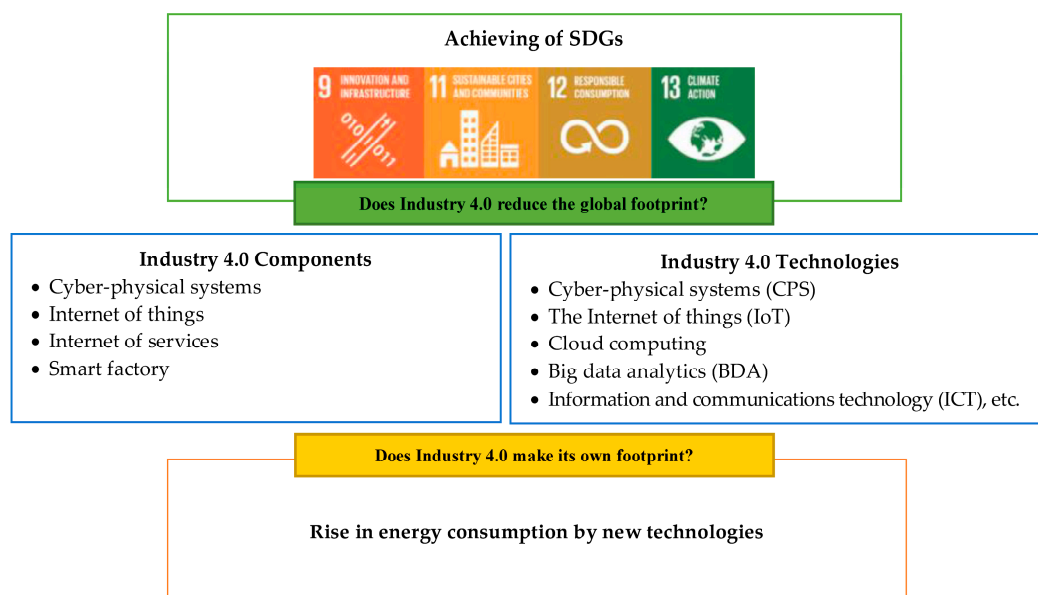 Achieving of SDGs
9 INNOVATION AND
INFRASTRUCTURE
010
011
11 SUSTAINABLE CITIES
AND COMMUNITIES
12 RESPONSIBLE
CONSUMPTION
13 CLIMATE
ACTION
Does Industry 4.0 reduce the global footprint?
Industry 4.0 Components
• Cyber-physical systems
• Internet of things
• Internet of services
• Smart factory
Industry 4.0 Technologies
• Cyber-physical systems (CPS)
• The Internet of things (IoT)
• Cloud computing
• Big data analytics (BDA)
• Information and communications technology (ICT), etc.
Does Industry 4.0 make its own footprint?
Rise in energy consumption by new technologies